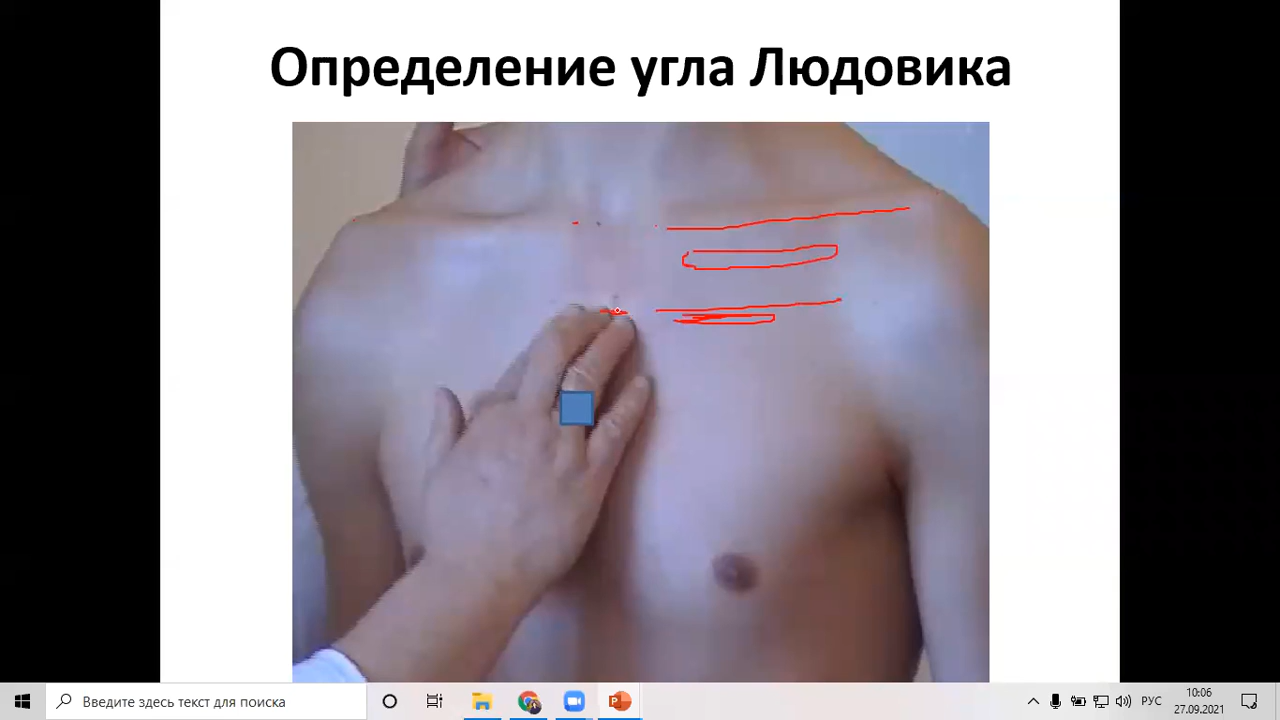 Определение угла Людовика
Введите здесь текст для поиска
РУС
10:06
27.09.2021